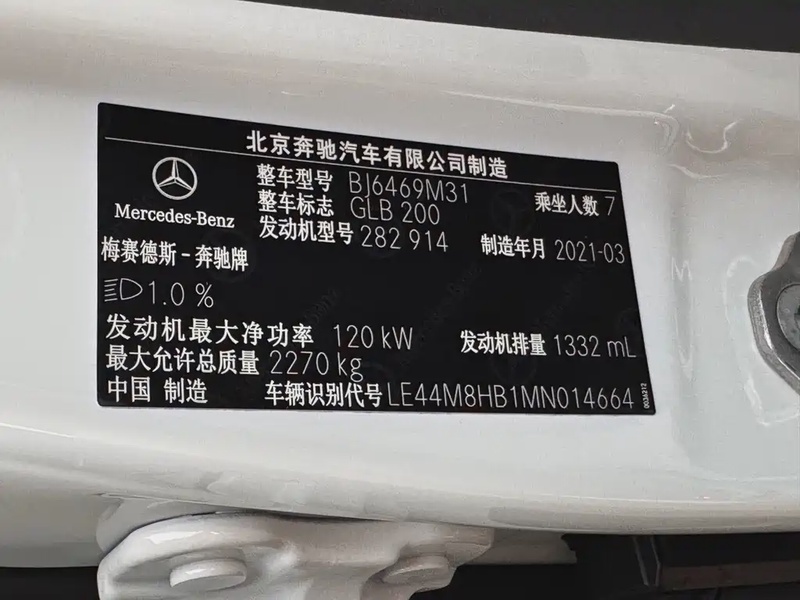 北京奔驰汽车有限公司制造
整车型号 BJ6469M31 乘坐人数 7
整车标志 GLB 200
Mercedes-Benz
发动机型号 282 914 制造年月 2021-03
梅赛德斯－奔驰牌
1.0 %
发动机最大净功率 120 kW 发动机排量 1332 mL
最大允许总质量 2270 kg
中国 制造 车辆识别代号 LE44M8HB1MN014664
0036212